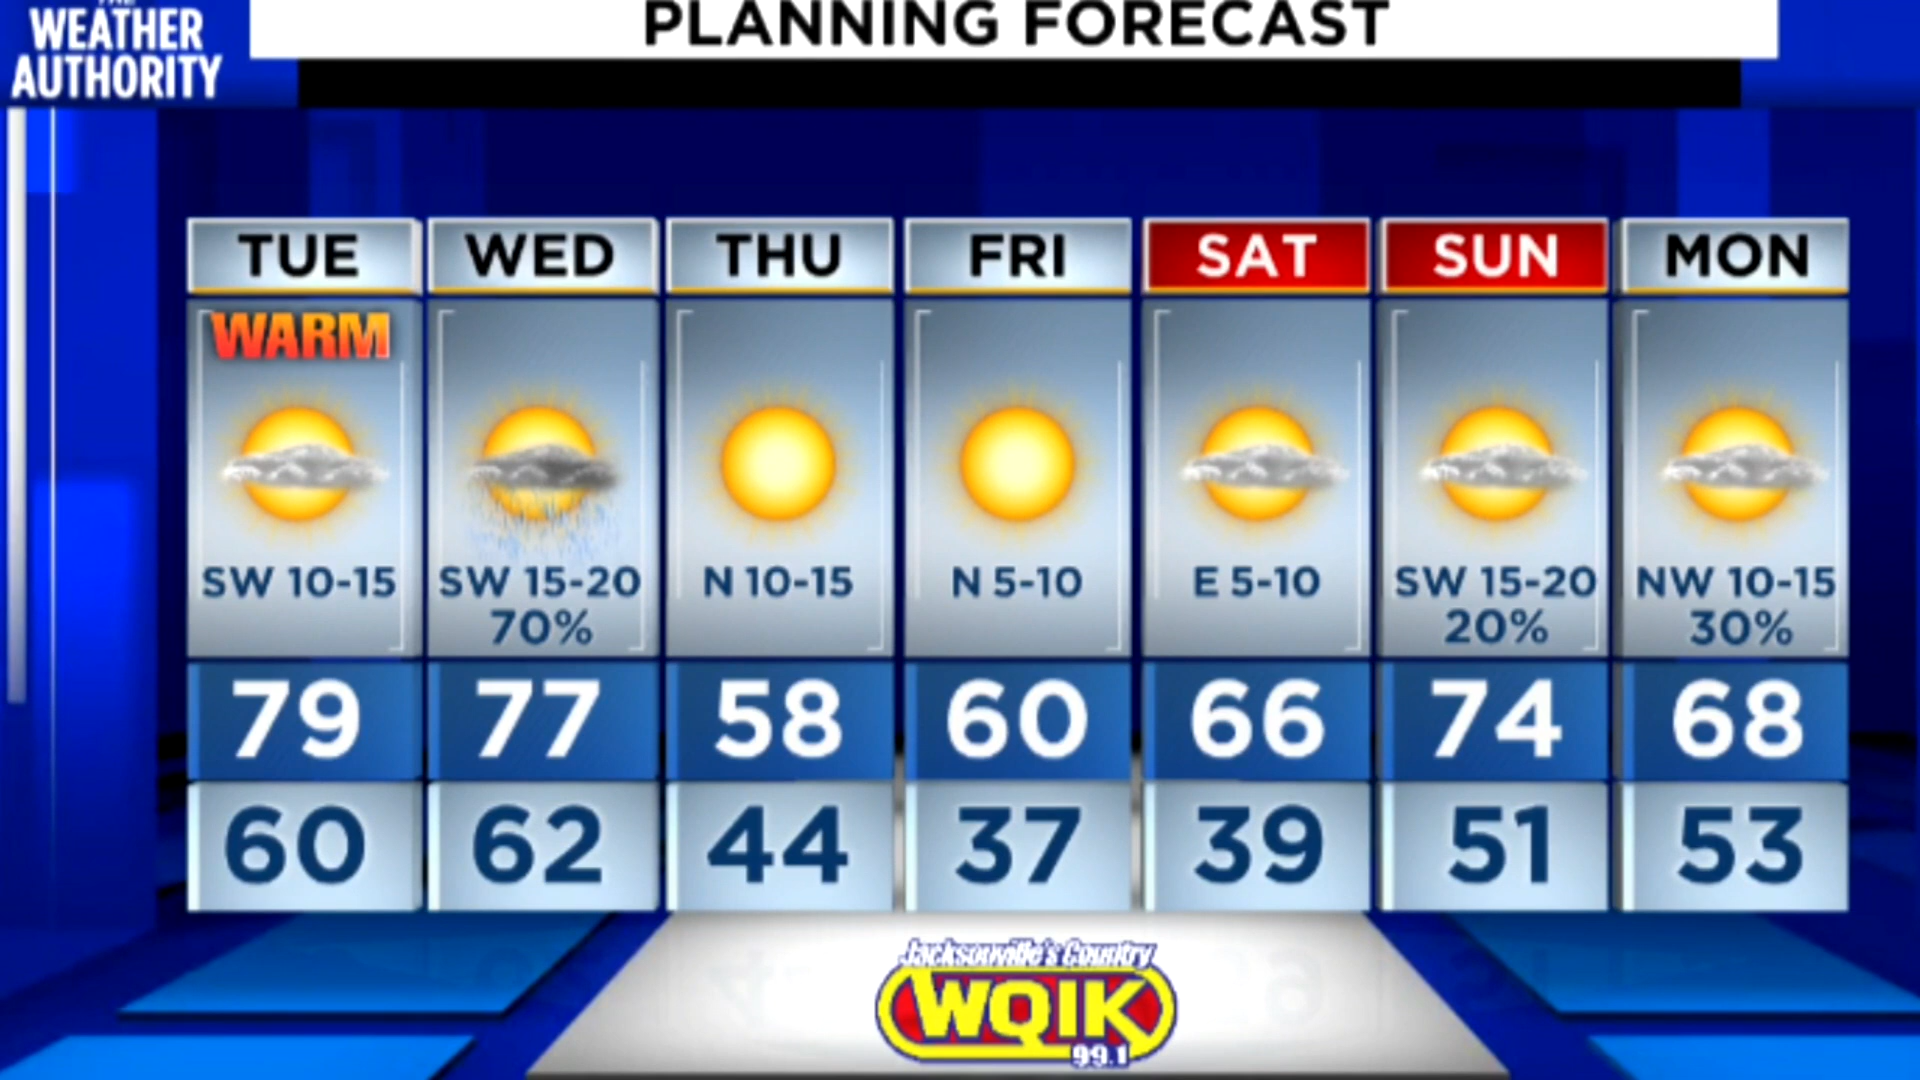 THE
WEATHER
AUTHORITY
PLANNING FORECAST
TUE WED THU FRI SAT SUN MON
WARM
SW 10-15 SW 15-20 N 10-15 N 5-10 E 5-10 SW 15-20 NW 10-15
70% 20% 30%
79 77 58 60 66 74 68
60 62 44 37 39 51 53
Jacksonville's Country
WQIK
99.1